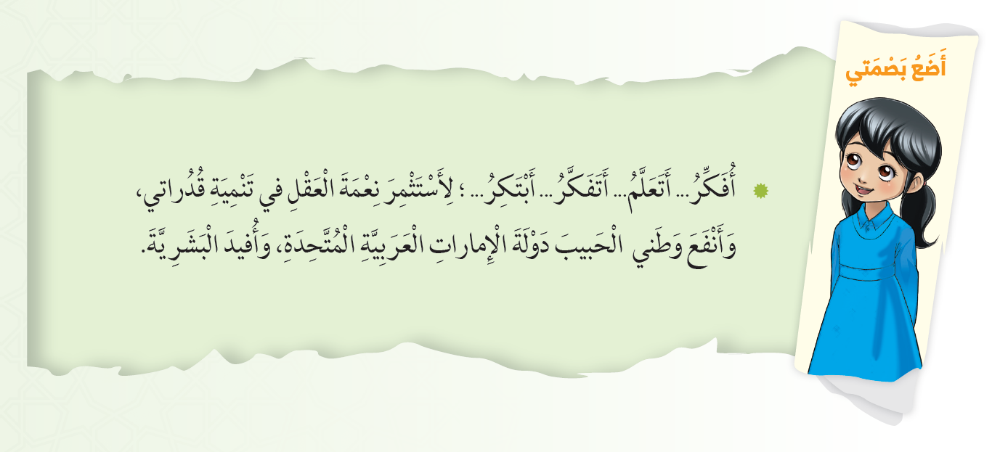 أَضَعُ بَصْمَتي
أُفَكِّرُ... أَتَعَلَّمُ... أَتَفَكَّرُ... أَبْتَكِرُ... ؛ لِأَسْتَثْمِرَ نِعْمَةَ الْعَقْلِ في تَنْمِيَةِ قُدُراتي،
وَأَنْفَعَ وَطَني الْحَبيبَ دَوْلَةَ الْإِماراتِ الْعَرَبِيَّةِ الْمُتَّحِدَةِ، وَأُفيدَ الْبَشَرِيَّةَ.